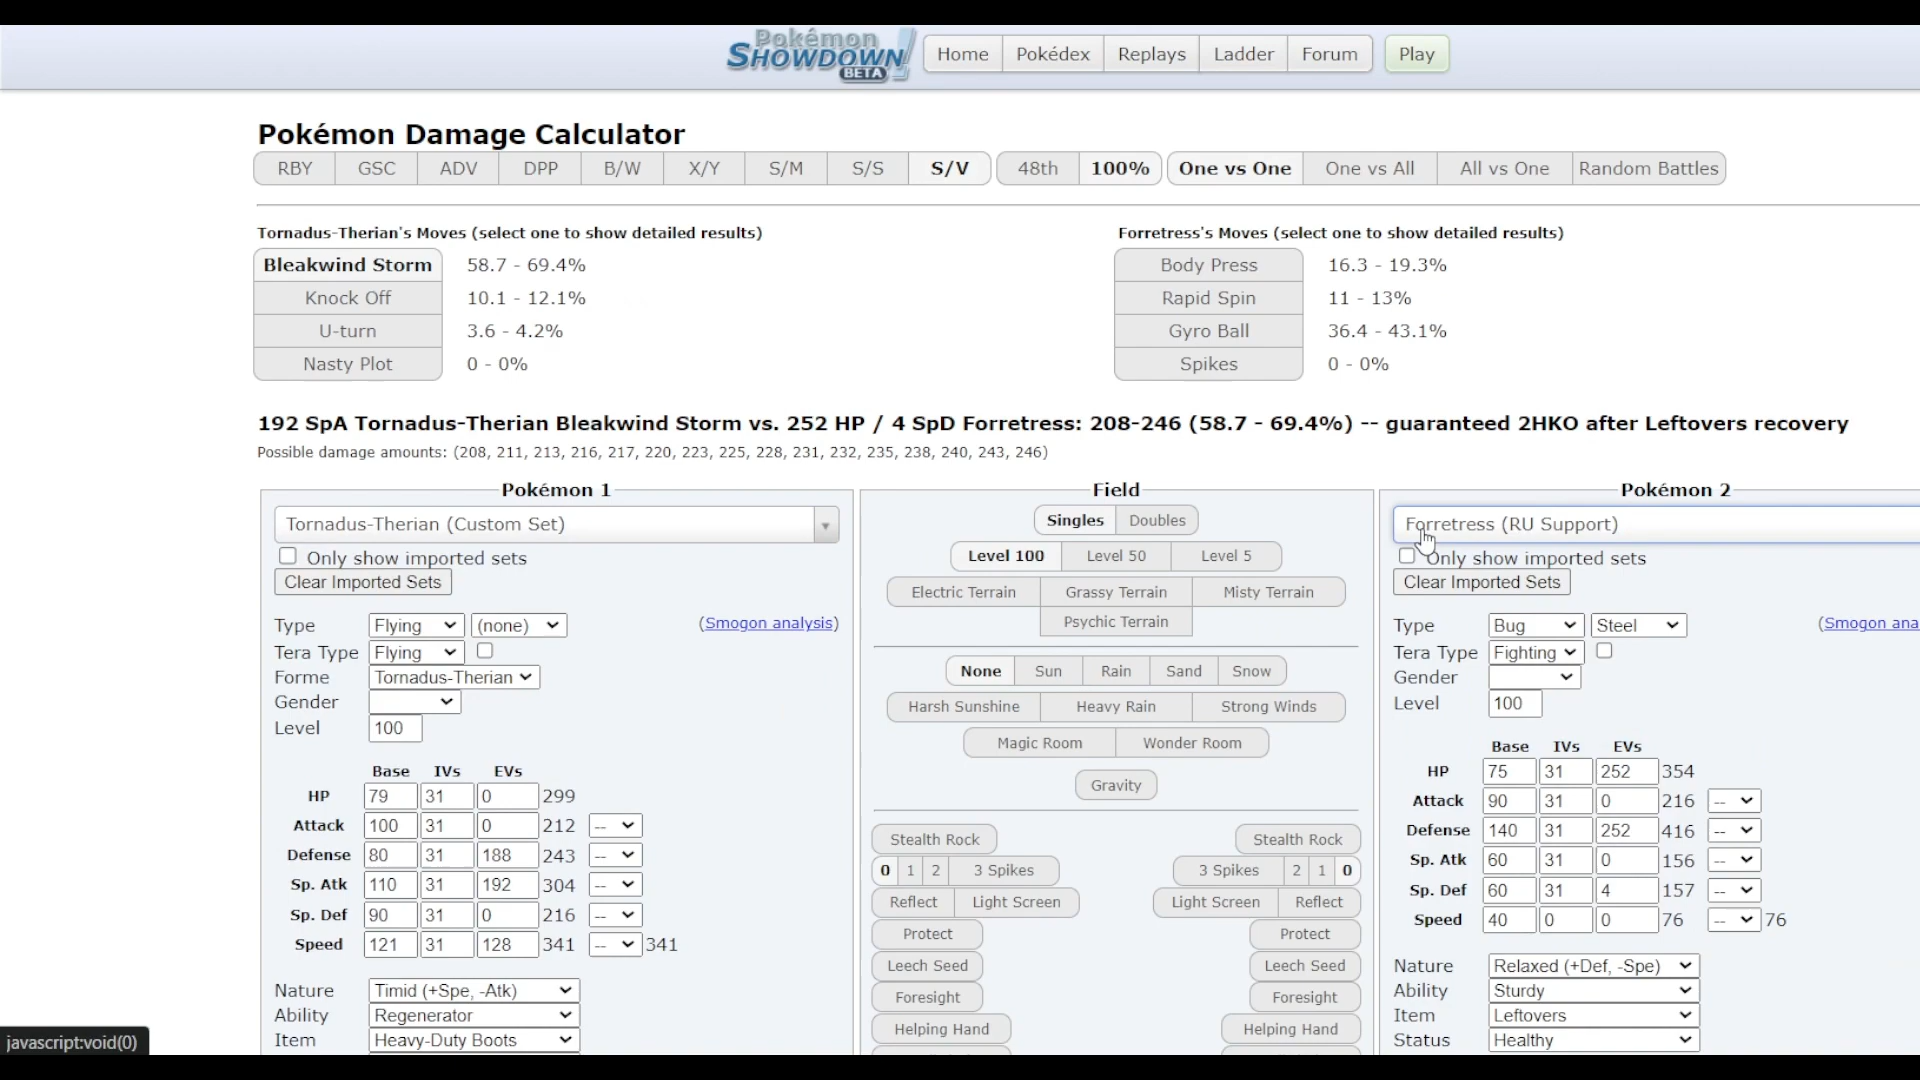 Pokémon SHOWDOWN! BETA Home Pokédex Replays Ladder Forum Play
Pokémon Damage Calculator
RBY GSC ADV DPP B/W X/Y S/M S/S S/V 48th 100% One vs One One vs All All vs One Random Battles
Tornadus-Therian's Moves (select one to show detailed results)
Bleakwind Storm 58.7 - 69.4%
Knock Off 10.1 - 12.1%
U-turn 3.6 - 4.2%
Nasty Plot 0 - 0%
Forretress's Moves (select one to show detailed results)
Body Press 16.3 - 19.3%
Rapid Spin 11 - 13%
Gyro Ball 36.4 - 43.1%
Spikes 0 - 0%
192 SpA Tornadus-Therian Bleakwind Storm vs. 252 HP / 4 SpD Forretress: 208-246 (58.7 - 69.4%) -- guaranteed 2HKO after Leftovers recovery
Possible damage amounts: (208, 211, 213, 216, 217, 220, 223, 225, 228, 231, 232, 235, 238, 240, 243, 246)
Pokémon 1
Tornadus-Therian (Custom Set)
Only show imported sets
Clear Imported Sets
Type Flying (none) (Smogon analysis)
Tera Type Flying
Forme Tornadus-Therian
Gender
Level 100
Base IVs EVs
HP 79 31 0 299
Attack 100 31 0 212 --
Defense 80 31 188 243 --
Sp. Atk 110 31 192 304 --
Sp. Def 90 31 0 216 --
Speed 121 31 128 341 -- 341
Nature Timid (+Spe, -Atk)
Ability Regenerator
Item Heavy-Duty Boots
Field
Singles Doubles
Level 100 Level 50 Level 5
Electric Terrain Grassy Terrain Misty Terrain
Psychic Terrain
None Sun Rain Sand Snow
Harsh Sunshine Heavy Rain Strong Winds
Magic Room Wonder Room
Gravity
Stealth Rock Stealth Rock
0 1 2 3 Spikes 3 Spikes 2 1 0
Reflect Light Screen Light Screen Reflect
Protect Protect
Leech Seed Leech Seed
Foresight Foresight
Helping Hand Helping Hand
Pokémon 2
Forretress (RU Support)
Only show imported sets
Clear Imported Sets
Type Bug Steel (Smogon ana
Tera Type Fighting
Gender
Level 100
Base IVs EVs
HP 75 31 252 354
Attack 90 31 0 216 --
Defense 140 31 252 416 --
Sp. Atk 60 31 0 156 --
Sp. Def 60 31 4 157 --
Speed 40 0 0 76 -- 76
Nature Relaxed (+Def, -Spe)
Ability Sturdy
Item Leftovers
Status Healthy
javascript:void(0)